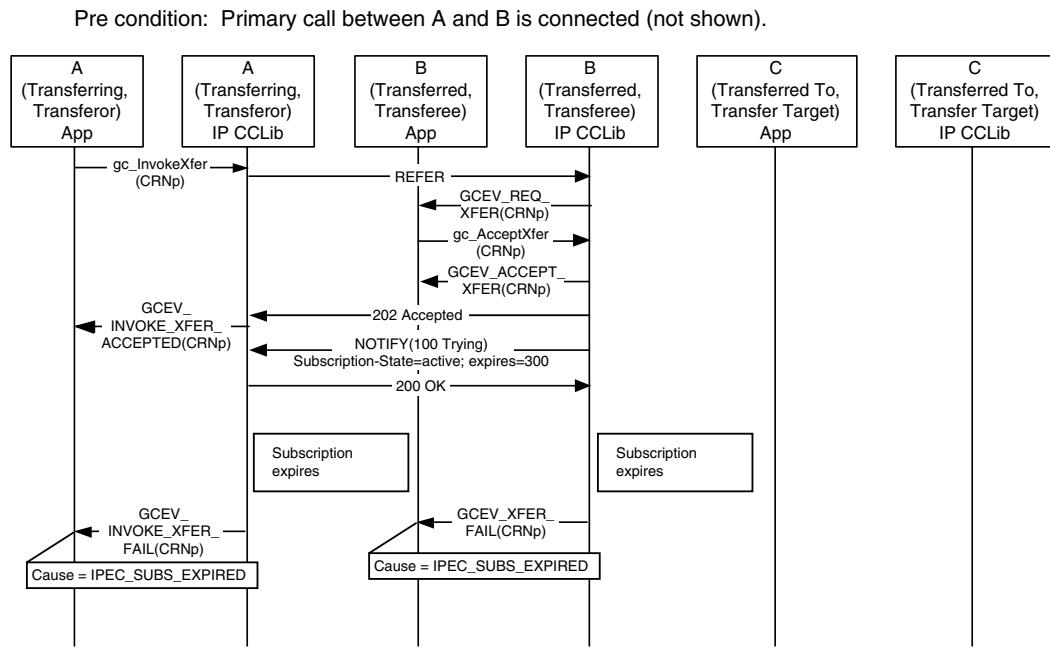 Pre condition:  Primary call between A and B is connected (not shown).
A
(Transferring,
Transferor)
App
A
(Transferring,
Transferor)
IP CCLib
B
(Transferred,
Transferee)
App
B
(Transferred,
Transferee)
IP CCLib
C
(Transferred To,
Transfer Target)
App
C
(Transferred To,
Transfer Target)
IP CCLib
gc_InvokeXfer
(CRNp)
REFER
GCEV_REQ_
XFER(CRNp)
gc_AcceptXfer
(CRNp)
GCEV_ACCEPT_
XFER(CRNp)
202 Accepted
GCEV_
INVOKE_XFER_
ACCEPTED(CRNp)
NOTIFY(100 Trying)
Subscription-State=active; expires=300
200 OK
Subscription
expires
Subscription
expires
GCEV_
INVOKE_XFER_
FAIL(CRNp)
GCEV_XFER_
FAIL(CRNp)
Cause = IPEC_SUBS_EXPIRED
Cause = IPEC_SUBS_EXPIRED